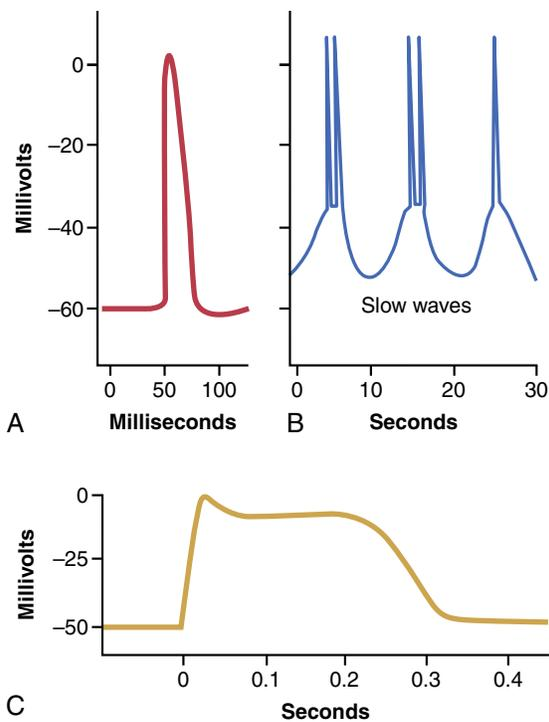 0
−20
−40
−60
Millivolts
0 50 100
Milliseconds
A
Slow waves
0 10 20 30
Seconds
B
0
−25
−50
Millivolts
0 0.1 0.2 0.3 0.4
Seconds
C